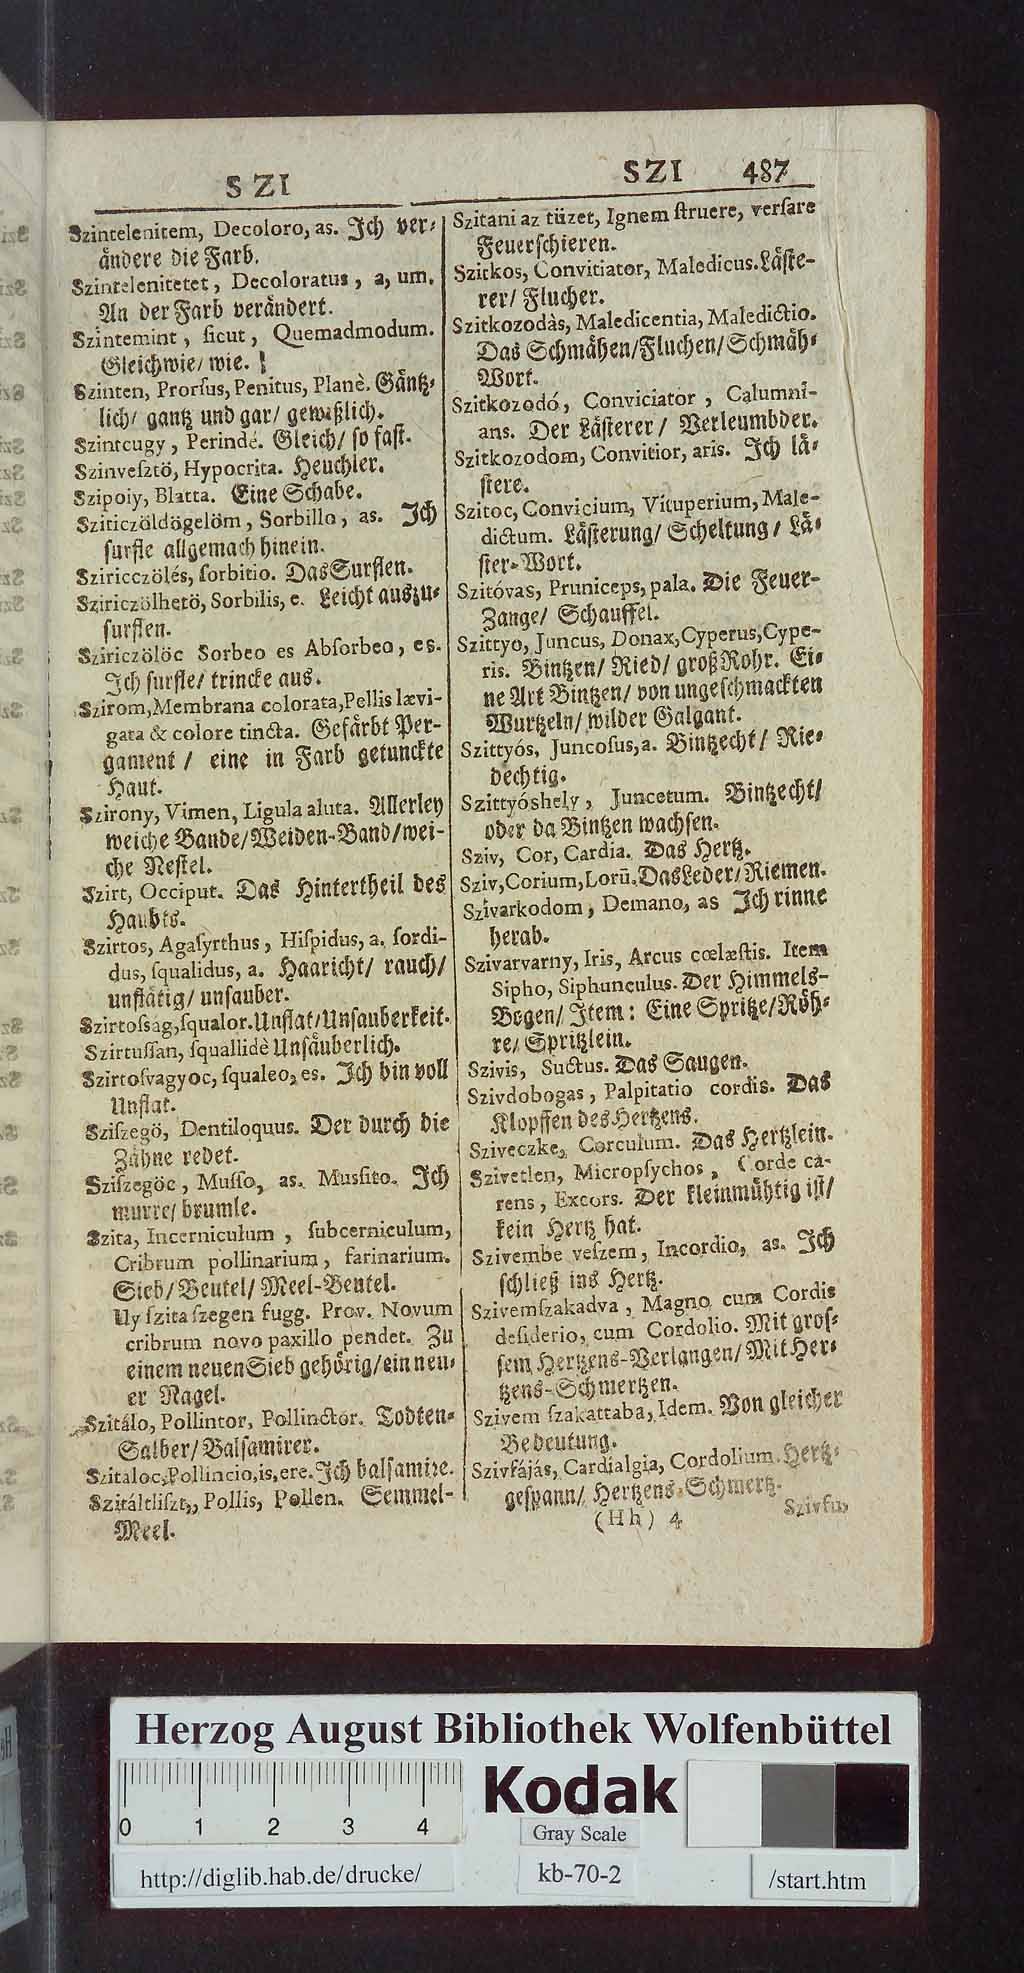 SZI
Szintelenitem, Decoloro, as. Ich ver⸗
ändere die Farb.
Szintelenitetet, Decoloratus, a, um.
An der Farb verändert.
Szintemint, ſicut, Quemadmodum.
Gleichwie/ wie.
Szinten, Prorſus, Penitus, Planè. Gäntz⸗
lich/ gantz und gar/ gewißlich.
Szintcugy, Perindè. Gleich/ ſo faſt.
Szinveſztö, Hypocrita. Heuchler.
Szipoiy, Blatta. Eine Schabe.
Sziticzöldögelöm, Sorbillo, as. Ich
ſurfle allgemach hinein.
Sziricczölés, ſorbitio. Das Surflen.
Sziriczölhetö, Sorbilis, e. Leicht auszu⸗
ſurflen.
Sziriczölöc Sorbeo es Abſorbeo, es.
Ich ſurfle/ trincke aus.
Szirom, Membrana colorata, Pellis lævi-
gata & colore tincta. Gefärbt Per-
gament / eine in Farb getunckte
Haut.
Szirony, Vimen, Ligula aluta. Allerley
weiche Bande/ Weiden-Band/ wei-
che Neſtel.
Szirt, Occiput. Das Hintertheil des
Haubts.
Szirtos, Agaſyrthus, Hiſpidus, a. ſordi-
dus, ſqualidus, a. Haaricht/ rauch/
unflätig/ unſauber.
Szirtoſság, ſqualor. Unflat/ Unſauberkeit.
Szirtuſſan, ſquallidè Unſäuberlich.
Szirtoſvagyoc, ſqualeo, es. Ich bin voll
Unflat.
Sziſzegö, Dentiloquus. Der durch die
Zähne redet.
Sziſzegöc, Muſſo, as. Muſſito. Ich
murre/ brumle.
Szita, Incerniculum, ſubcerniculum,
Cribrum pollinarium, farinarium.
Sieb/ Beutel/ Meel-Beutel.
Uy ſzita ſzegen fugg. Prov. Novum
cribrum novo paxillo pendet. Zu
einem neuen Sieb gehörig/ ein neu⸗
er Nagel.
Szitálo, Pollintor, Pollinctor. Todten⸗
Salber/ Balſamirer.
Szitaloc, Pollincio, is, ere. Ich balſamire.
Szitáltliſzt, Pollis, Pollen. Semmel-
Meel.
SZI 487
Szitani az tüzet, Ignem ſtruere, verſare
Feuerſchieren.
Szitkos, Convitiator, Maledicus. Läſte-
rer/ Flucher.
Szitkozodàs, Maledicentia, Maledictio.
Das Schmähen/ Fluchen/ Schmäh⸗
Wort.
Szitkozodó, Conviciator, Calumni-
ans. Der Läſterer/ Verleumbder.
Szitkozodom, Convitior, aris. Ich lä⸗
ſtere.
Szitoc, Convicium, Vituperium, Male-
dictum. Läſterung/ Scheltung/ Lä⸗
ſter-Wort.
Szitóvas, Pruniceps, pala. Die Feuer-
Zange/ Schauffel.
Szittyo, Juncus, Donax, Cyperus, Cype-
ris. Bintzen/ Ried/ groß Rohr. Ei⸗
ne Art Bintzen/ von ungeſchmackten
Wurtzeln/ wilder Galgant.
Szittyós, Juncoſus, a. Bintzecht/ Rie⸗
dechtig.
Szittyóshely, Juncetum. Bintzecht/
oder da Bintzen wachſen.
Sziv, Cor, Cardia. Das Hertz.
Sziv, Corium, Lorū. Das Leder/ Riemen.
Szivarkodom, Demano, as Ich rinne
herab.
Szivarvarny, Iris, Arcus cœlæſtis. Item
Sipho, Siphunculus. Der Himmels-
Bogen/ Item: Eine Spritze/ Röh⸗
re/ Spritzlein.
Szivis, Suctus. Das Saugen.
Szivdobogas, Palpitatio cordis. Das
Klopffen des Hertzens.
Sziveczke, Corculum. Das Hertzlein.
Szivetlen, Micropſychos, Corde ca-
rens, Excors. Der kleinmühtig iſt/
kein Hertz hat.
Szivembe veſzem, Incordio, as. Ich
ſchließ ins Hertz.
Szivemſzakadva, Magno cum Cordis
deſiderio, cum Cordolio. Mit groſ⸗
ſem Hertzens-Verlangen/ Mit Her⸗
tzens-Schmertzen.
Szivem ſzakattaba, Idem. Von gleicher
Bedeutung.
Szivfájás, Cardialgia, Cordolium. Hertz⸗
geſpann/ Hertzens-Schmertz.
(Hh) 4
Szivfu-
Herzog August Bibliothek Wolfenbüttel
0 1 2 3 4
Kodak
Gray Scale
http://diglib.hab.de/drucke/
kb-70-2
/start.htm